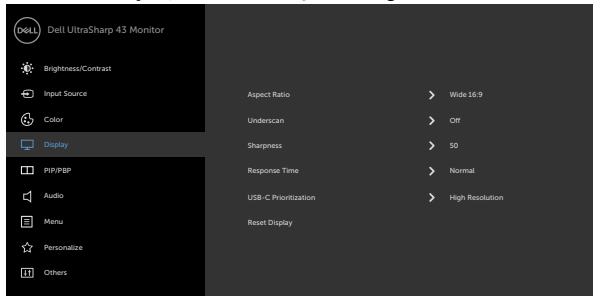 DELL Dell UltraSharp 43 Monitor
Brightness/Contrast
Input Source
Color
Display
PIP/PBP
Audio
Menu
Personalize
Others
Aspect Ratio > Wide 16:9
Underscan > Off
Sharpness > 50
Response Time > Normal
USB-C Prioritization > High Resolution
Reset Display